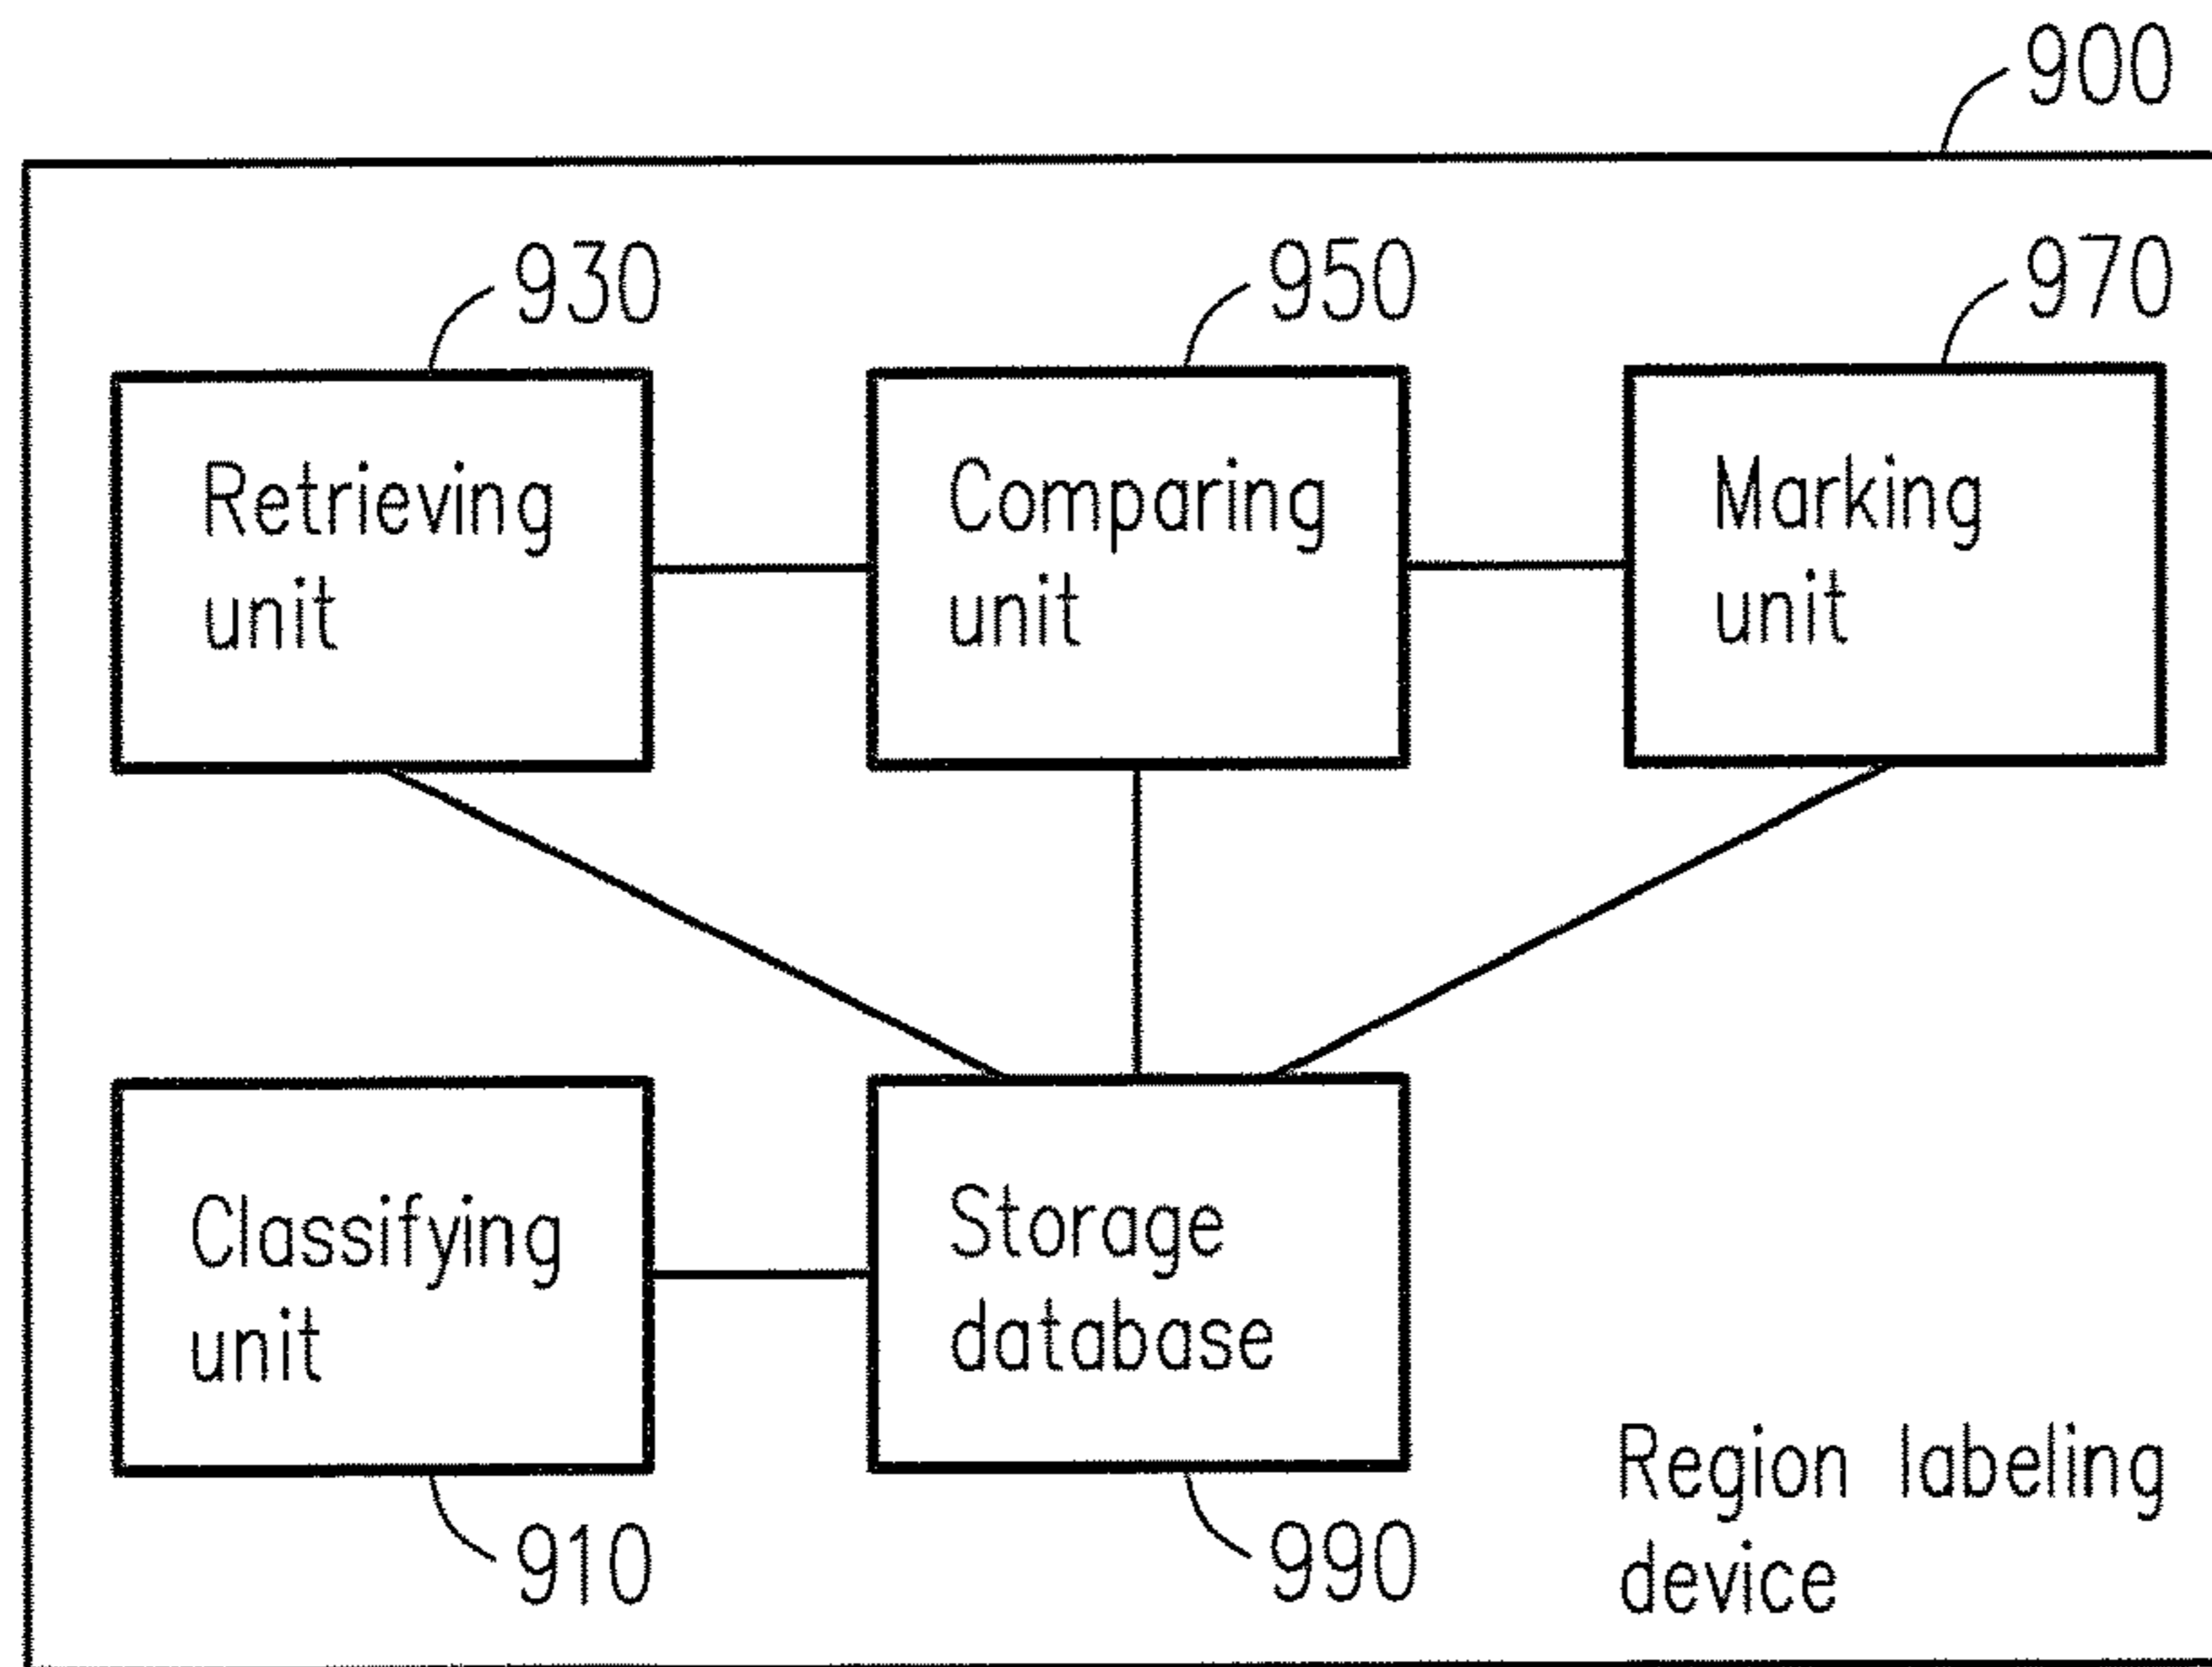 900
930
950
970
Retrieving
unit
Comparing
unit
Marking
unit
Classifying
unit
Storage
database
Region labeling
device
910
990